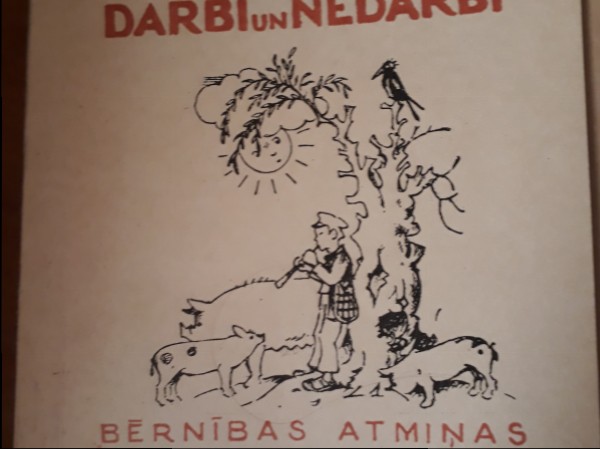 DARBI UN NEDARBI
BĒRNĪBAS ATMIŅAS